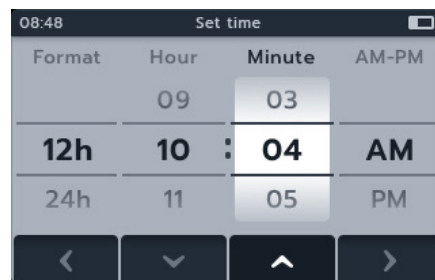 08:48 Set time
Format Hour Minute AM-PM
09 03
12h 10 : 04 AM
24h 11 05 PM